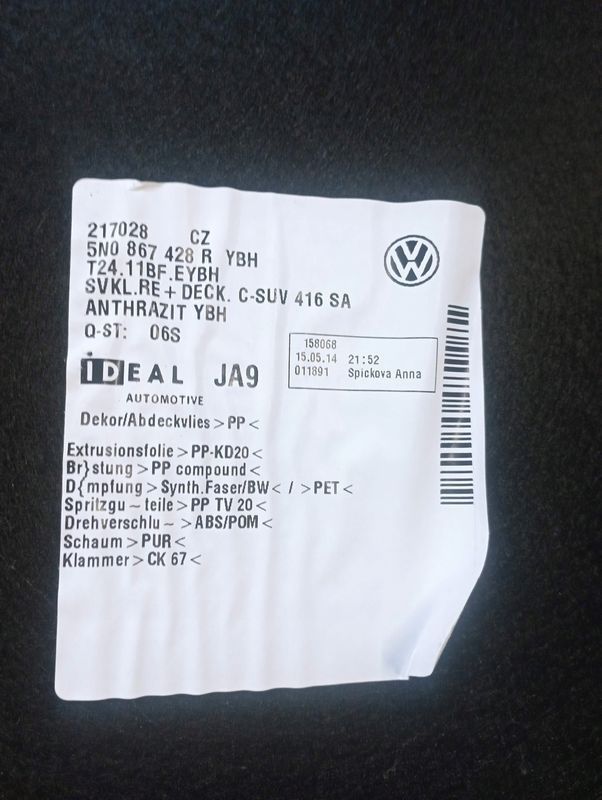 217028 CZ
5N0 867 428 R YBH
T24.11BF.EYBH
SVKL.RE+DECK. C-SUV 416 SA
ANTHRAZIT YBH
Q-ST: 06S
158068
15.05.14 21:52
011891 Spickova Anna
IDEAL JA9
AUTOMOTIVE
Dekor/Abdeckvlies>PP<
Extrusionsfolie>PP-KD20<
Br}stung>PP compound<
D{mpfung>Synth.Faser/BW< / >PET<
Spritzgu~teile>PP TV 20<
Drehverschlu~ >ABS/POM<
Schaum>PUR<
Klammer>CK 67<